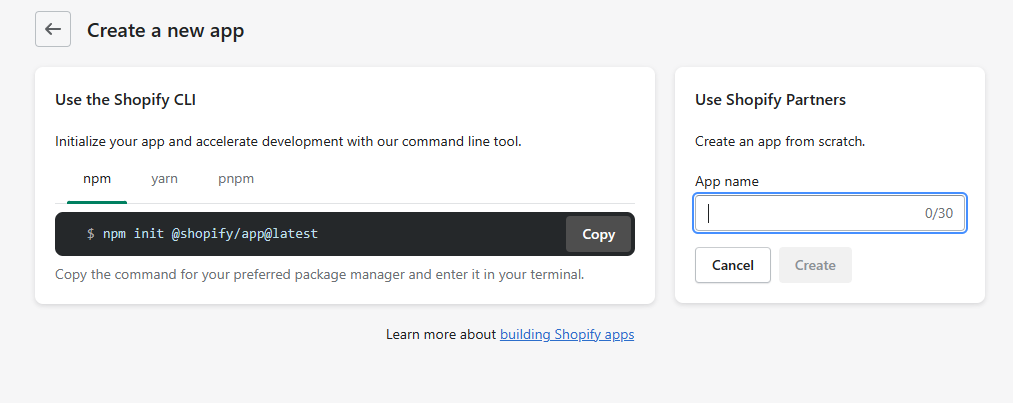 Create a new app
Use the Shopify CLI
Initialize your app and accelerate development with our command line tool.
npm yarn pnpm
$ npm init @shopify/app@latest
Copy
Copy the command for your preferred package manager and enter it in your terminal.
Use Shopify Partners
Create an app from scratch.
App name
0/30
Cancel Create
Learn more about building Shopify apps